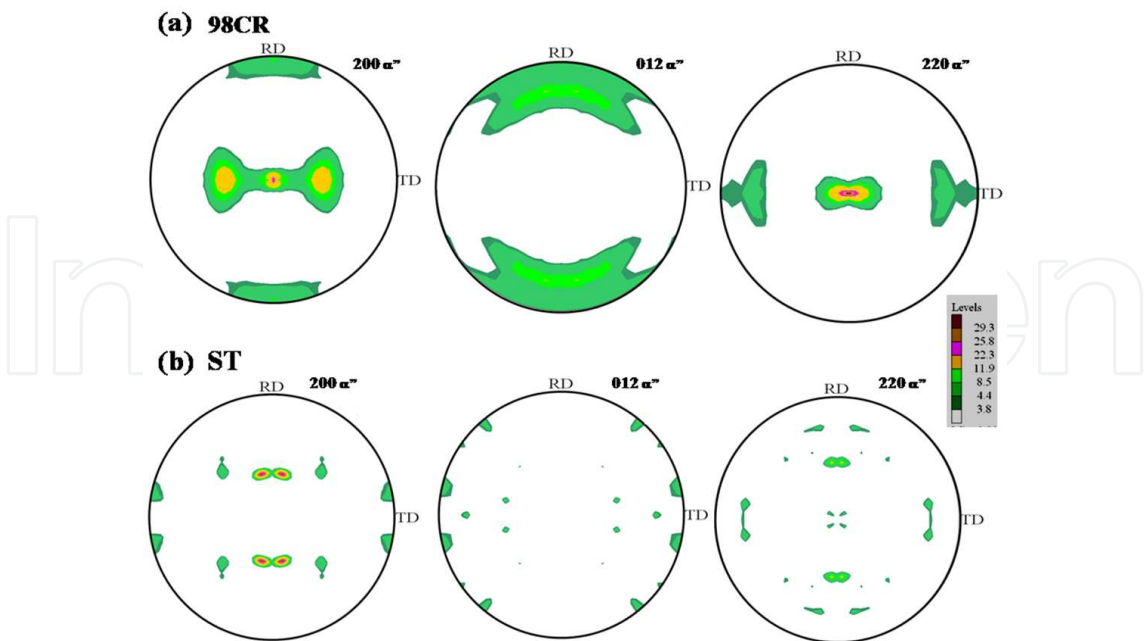 (a) 98CR
RD
200 α"
TD
RD
012 α"
TD
RD
220 α"
TD
Levels
29.3
25.8
22.3
11.9
8.5
4.4
3.8
(b) ST
RD
200 α"
TD
RD
012 α"
TD
RD
220 α"
TD